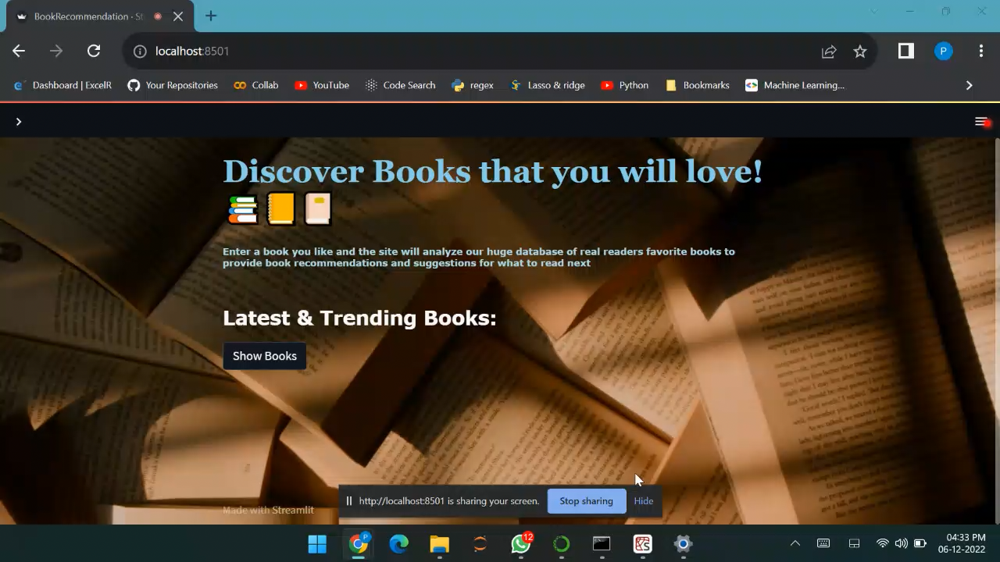 BookRecommendation - St
localhost:8501
P
Dashboard | ExcelR
Your Repositories
Collab
YouTube
Code Search
regex
Lasso & ridge
Python
Bookmarks
Machine Learning...
Discover Books that you will love!
Enter a book you like and the site will analyze our huge database of real readers favorite books to
provide book recommendations and suggestions for what to read next
Latest & Trending Books:
Show Books
http://localhost:8501 is sharing your screen.
Stop sharing
Hide
Made with Streamlit
P
12
04:33 PM
06-12-2022